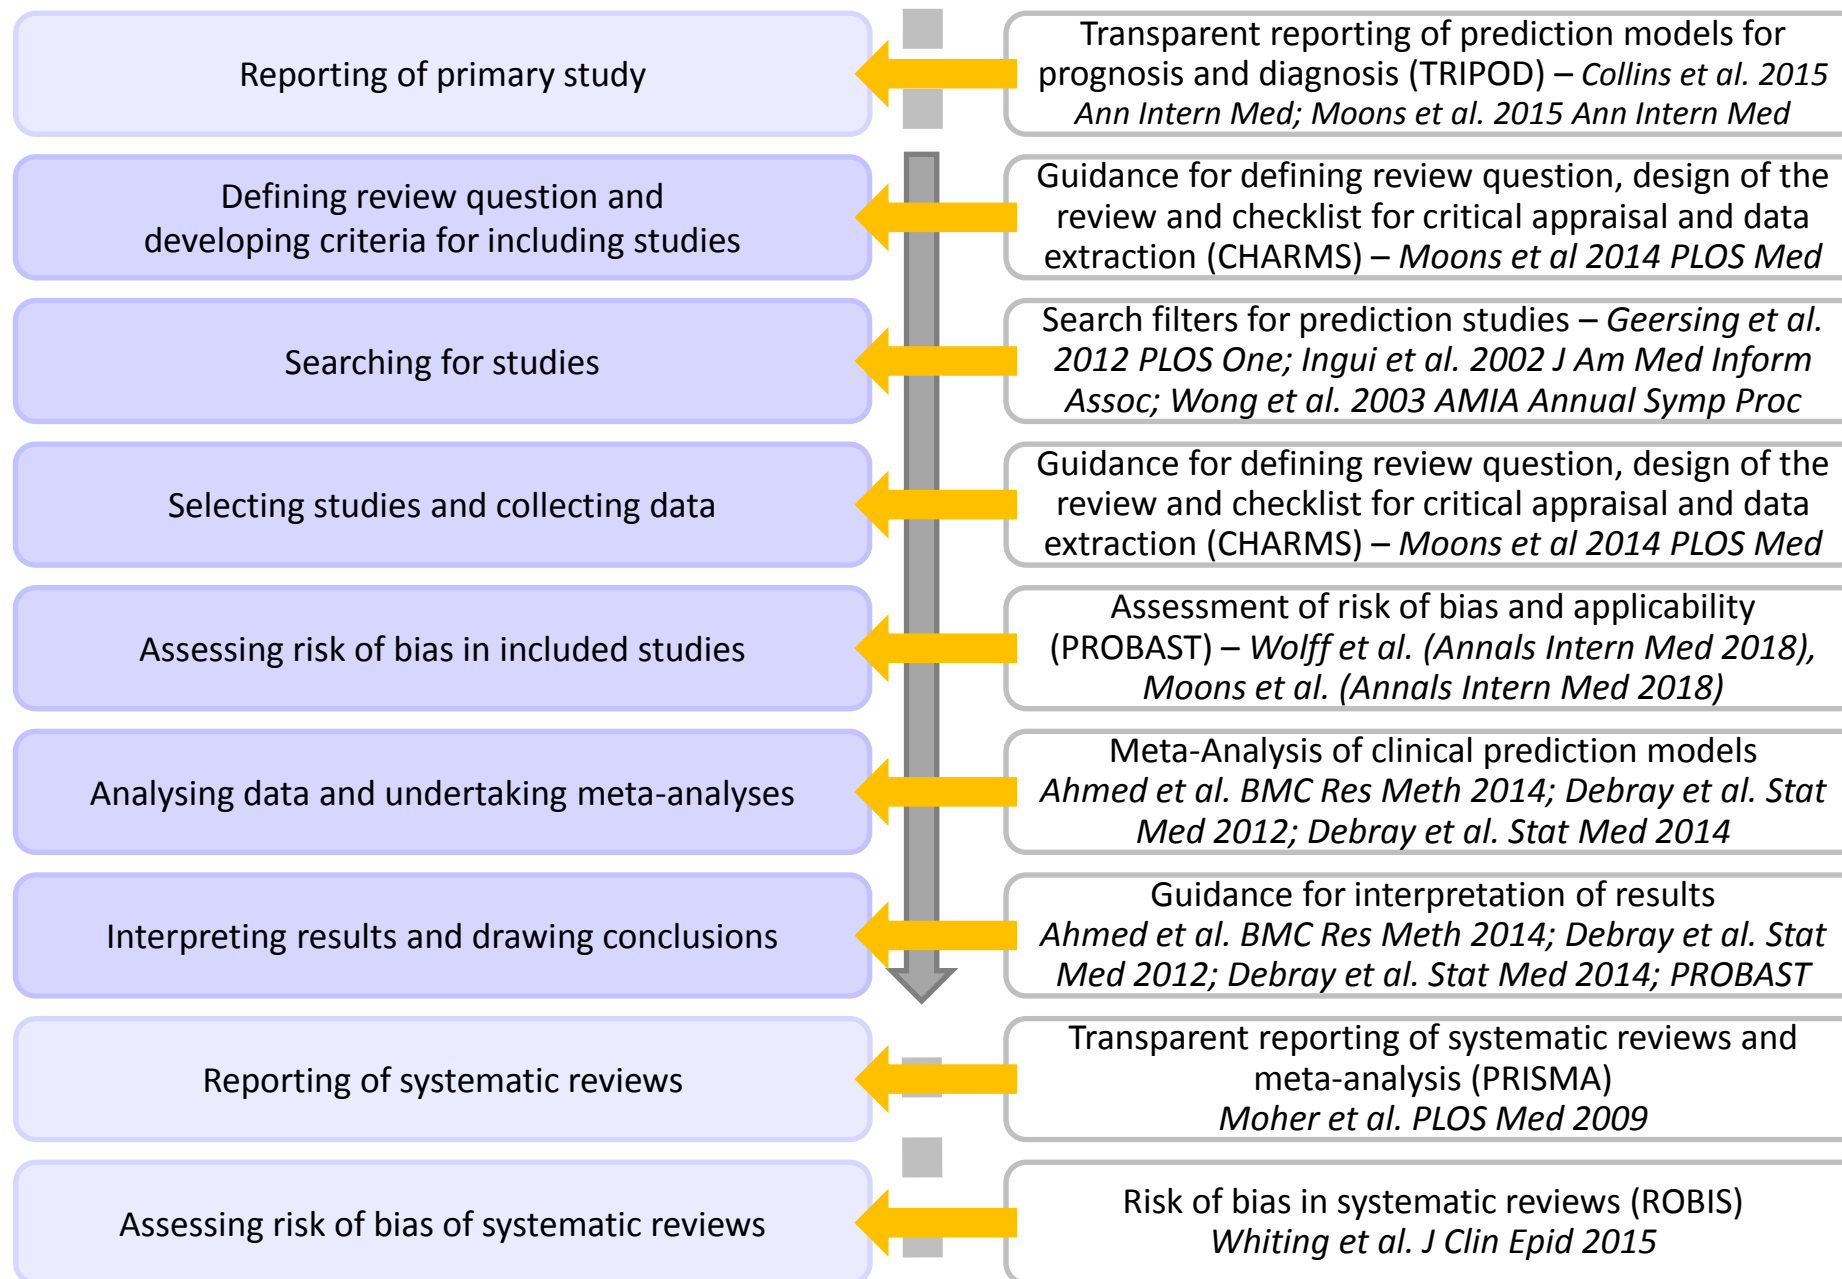 Reporting of primary study
Transparent reporting of prediction models for
prognosis and diagnosis (TRIPOD) – Collins et al. 2015
Ann Intern Med; Moons et al. 2015 Ann Intern Med
Defining review question and
developing criteria for including studies
Guidance for defining review question, design of the
review and checklist for critical appraisal and data
extraction (CHARMS) – Moons et al 2014 PLOS Med
Searching for studies
Search filters for prediction studies – Geersing et al.
2012 PLOS One; Ingui et al. 2002 J Am Med Inform
Assoc; Wong et al. 2003 AMIA Annual Symp Proc
Selecting studies and collecting data
Guidance for defining review question, design of the
review and checklist for critical appraisal and data
extraction (CHARMS) – Moons et al 2014 PLOS Med
Assessing risk of bias in included studies
Assessment of risk of bias and applicability
(PROBAST) – Wolff et al. (Annals Intern Med 2018),
Moons et al. (Annals Intern Med 2018)
Analysing data and undertaking meta-analyses
Meta-Analysis of clinical prediction models
Ahmed et al. BMC Res Meth 2014; Debray et al. Stat
Med 2012; Debray et al. Stat Med 2014
Interpreting results and drawing conclusions
Guidance for interpretation of results
Ahmed et al. BMC Res Meth 2014; Debray et al. Stat
Med 2012; Debray et al. Stat Med 2014; PROBAST
Reporting of systematic reviews
Transparent reporting of systematic reviews and
meta-analysis (PRISMA)
Moher et al. PLOS Med 2009
Assessing risk of bias of systematic reviews
Risk of bias in systematic reviews (ROBIS)
Whiting et al. J Clin Epid 2015